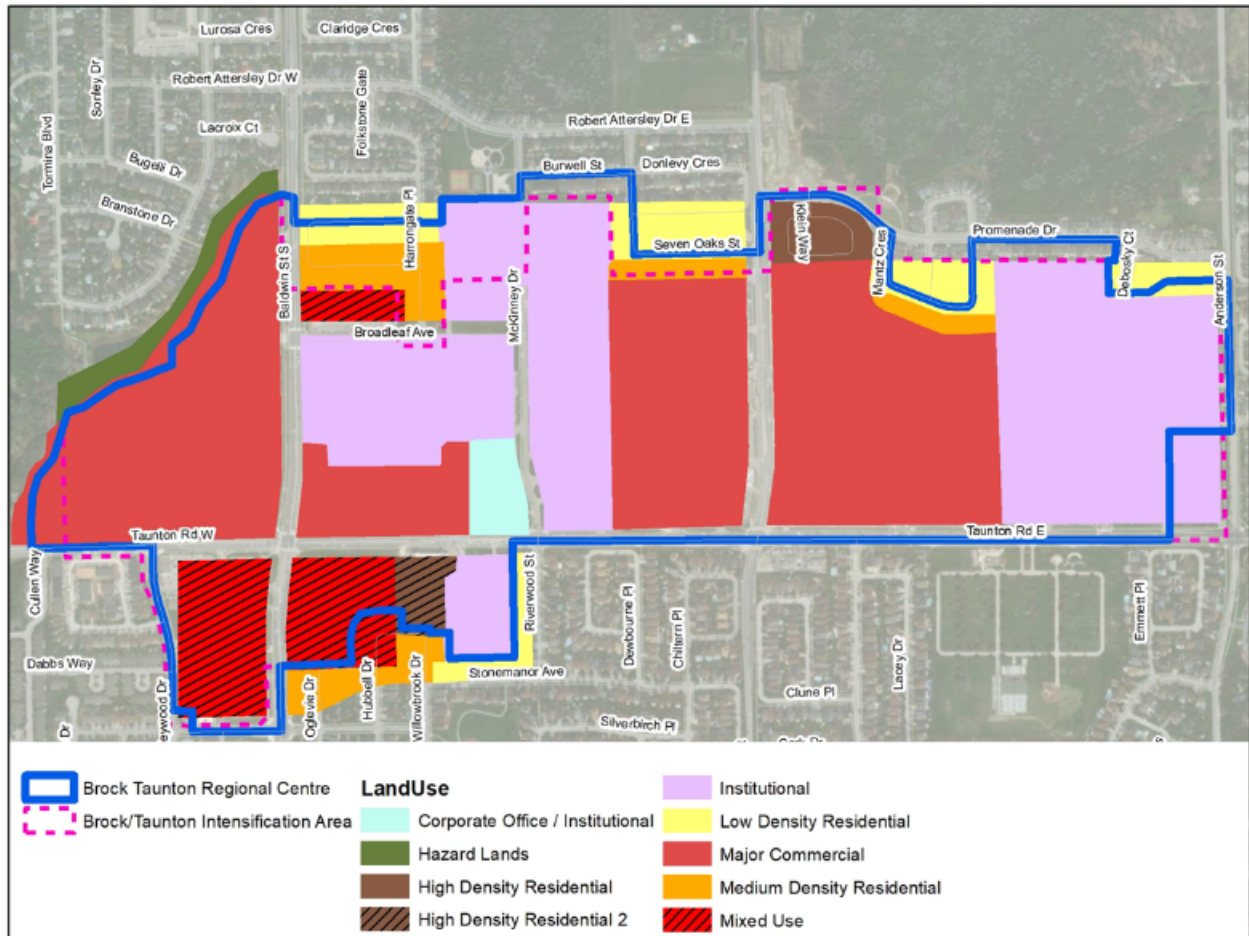 Lurosa Cres
Claridge Cres
Sorley Dr
Robert Attersley Dr W
Folkstone Gate
Tormina Blvd
Lacroix Ct
Robert Attersley Dr E
Bugelli Dr
Burwell St
Donlevy Cres
Branstone Dr
Harrongate Pl
Klein Way
Baldwin St S
Seven Oaks St
Promenade Dr
Mantz Cres
Debosky Ct
McKinney Dr
Anderson St
Broadleaf Ave
Taunton Rd W
Taunton Rd E
Cullen Way
Riverwood St
Dewbourne Pl
Chiltern Pl
Emmett Pl
Dabbs Way
Lacey Dr
Hubbell Dr
Willowbrook Dr
Stonemanor Ave
Oglevie Dr
Clune Pl
eywood Dr
Silverbirch Pl
Dr
Brock Taunton Regional Centre
Brock/Taunton Intensification Area
LandUse
Corporate Office / Institutional
Hazard Lands
High Density Residential
High Density Residential 2
Institutional
Low Density Residential
Major Commercial
Medium Density Residential
Mixed Use